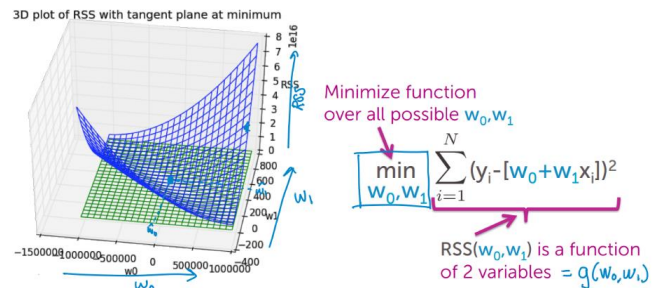 3D plot of RSS with tangent plane at minimum
1e16
8
7
6
5
4
3
2
1
0
RSS
RSS
800
600
400
200
0
−200
−400
w1
w₁
−1500000
−1000000
−500000
0
500000
1000000
w0
w₀
ŵ₀
ŵ₁
Minimize function
over all possible w₀,w₁
min
w₀,w₁
N
∑
i=1
(yᵢ-[w₀+w₁xᵢ])²
RSS(w₀,w₁) is a function
of 2 variables = g(w₀,w₁)